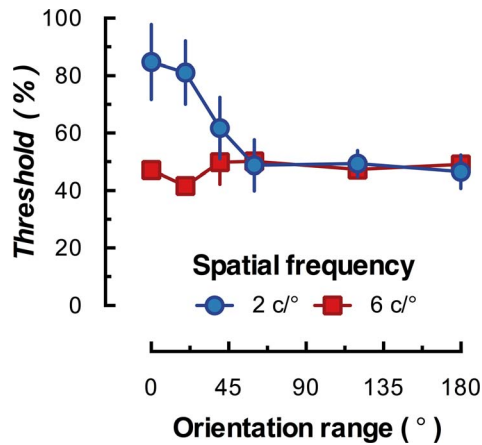 100
80
60
40
20
0
Threshold (%)
Spatial frequency
2 c/° 6 c/°
0 45 90 135 180
Orientation range (°)